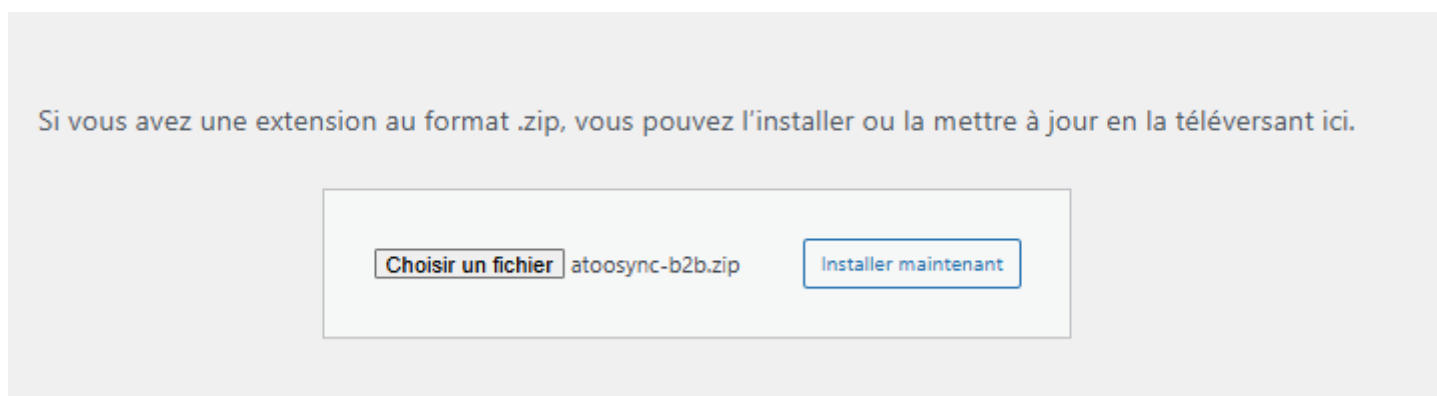 Si vous avez une extension au format .zip, vous pouvez l’installer ou la mettre à jour en la téléversant ici.
Choisir un fichier atoosync-b2b.zip Installer maintenant